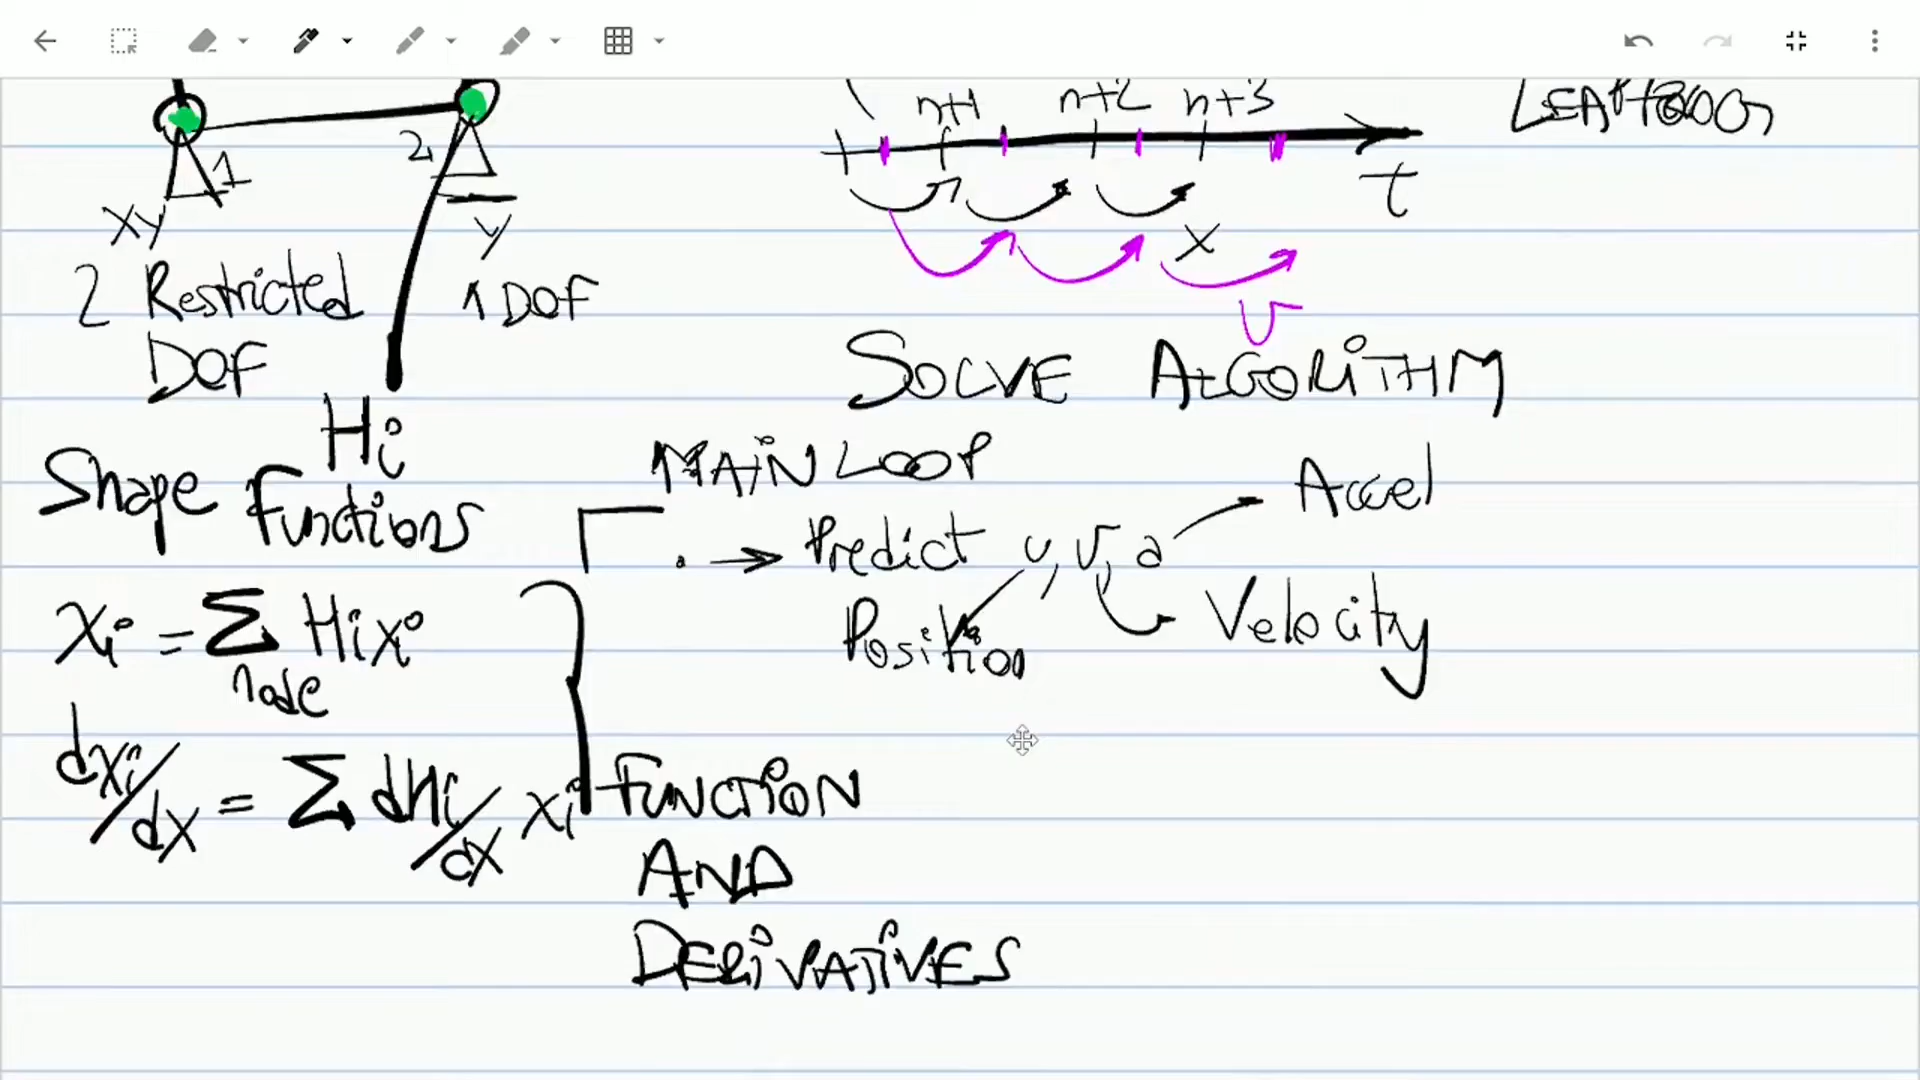 n+1 n+2 n+3
LEAPFROG
t
1
2
xy
y
x
v
2 Restricted
DOF
1 DOF
Hi
Shape Functions
xi = Σ Hi xi
node
dxi/dx = Σ dHi/dx xi
FUNCTION
AND
DERIVATIVES
SOLVE ALGORITHM
MAIN LOOP
→ Predict u, v, a
Accel
Velocity
Position